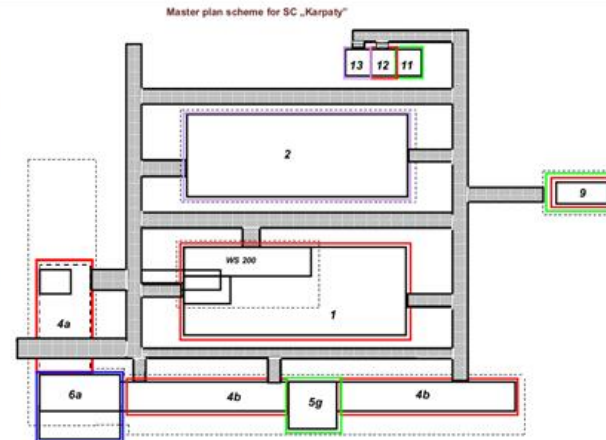 Master plan scheme for SC „Karpaty”
13 12 11
2
9
WS 200
1
4a
6a 4b 5g 4b